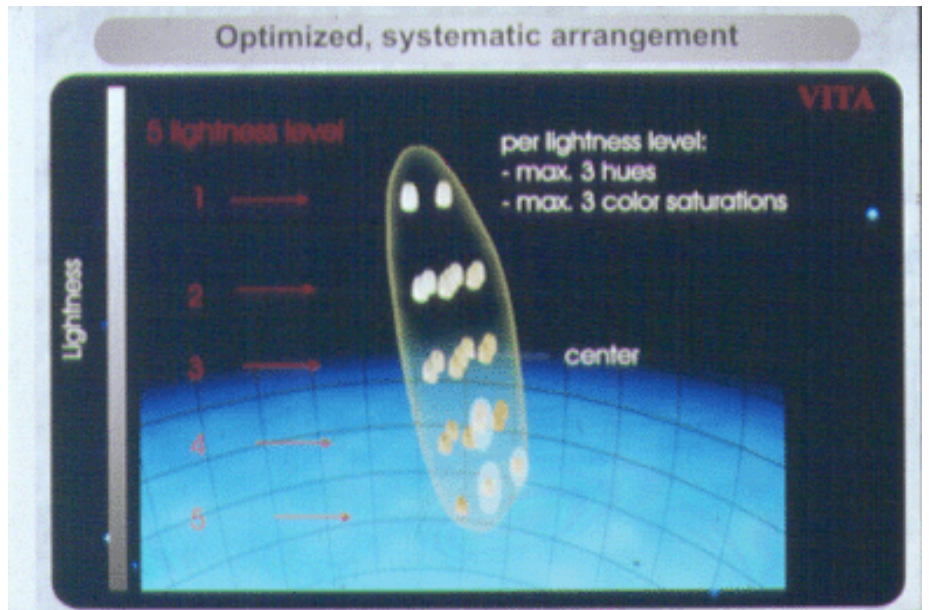 Optimized, systematic arrangement
VITA
5 lightness level
per lightness level:
- max. 3 hues
- max. 3 color saturations
1
2
3
center
4
5
Lightness